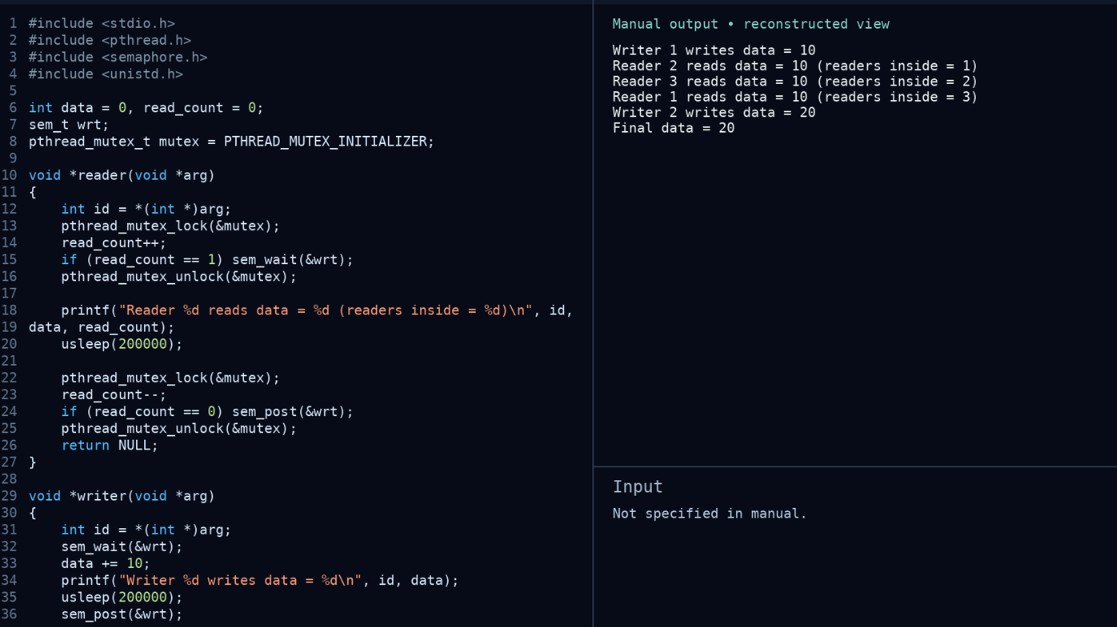 1 #include <stdio.h>
2 #include <pthread.h>
3 #include <semaphore.h>
4 #include <unistd.h>
5
6 int data = 0, read_count = 0;
7 sem_t wrt;
8 pthread_mutex_t mutex = PTHREAD_MUTEX_INITIALIZER;
9
10 void *reader(void *arg)
11 {
12     int id = *(int *)arg;
13     pthread_mutex_lock(&mutex);
14     read_count++;
15     if (read_count == 1) sem_wait(&wrt);
16     pthread_mutex_unlock(&mutex);
17
18     printf("Reader %d reads data = %d (readers inside = %d)\n", id,
19 data, read_count);
20     usleep(200000);
21
22     pthread_mutex_lock(&mutex);
23     read_count--;
24     if (read_count == 0) sem_post(&wrt);
25     pthread_mutex_unlock(&mutex);
26     return NULL;
27 }
28
29 void *writer(void *arg)
30 {
31     int id = *(int *)arg;
32     sem_wait(&wrt);
33     data += 10;
34     printf("Writer %d writes data = %d\n", id, data);
35     usleep(200000);
36     sem_post(&wrt);
Manual output • reconstructed view
Writer 1 writes data = 10
Reader 2 reads data = 10 (readers inside = 1)
Reader 3 reads data = 10 (readers inside = 2)
Reader 1 reads data = 10 (readers inside = 3)
Writer 2 writes data = 20
Final data = 20
Input
Not specified in manual.